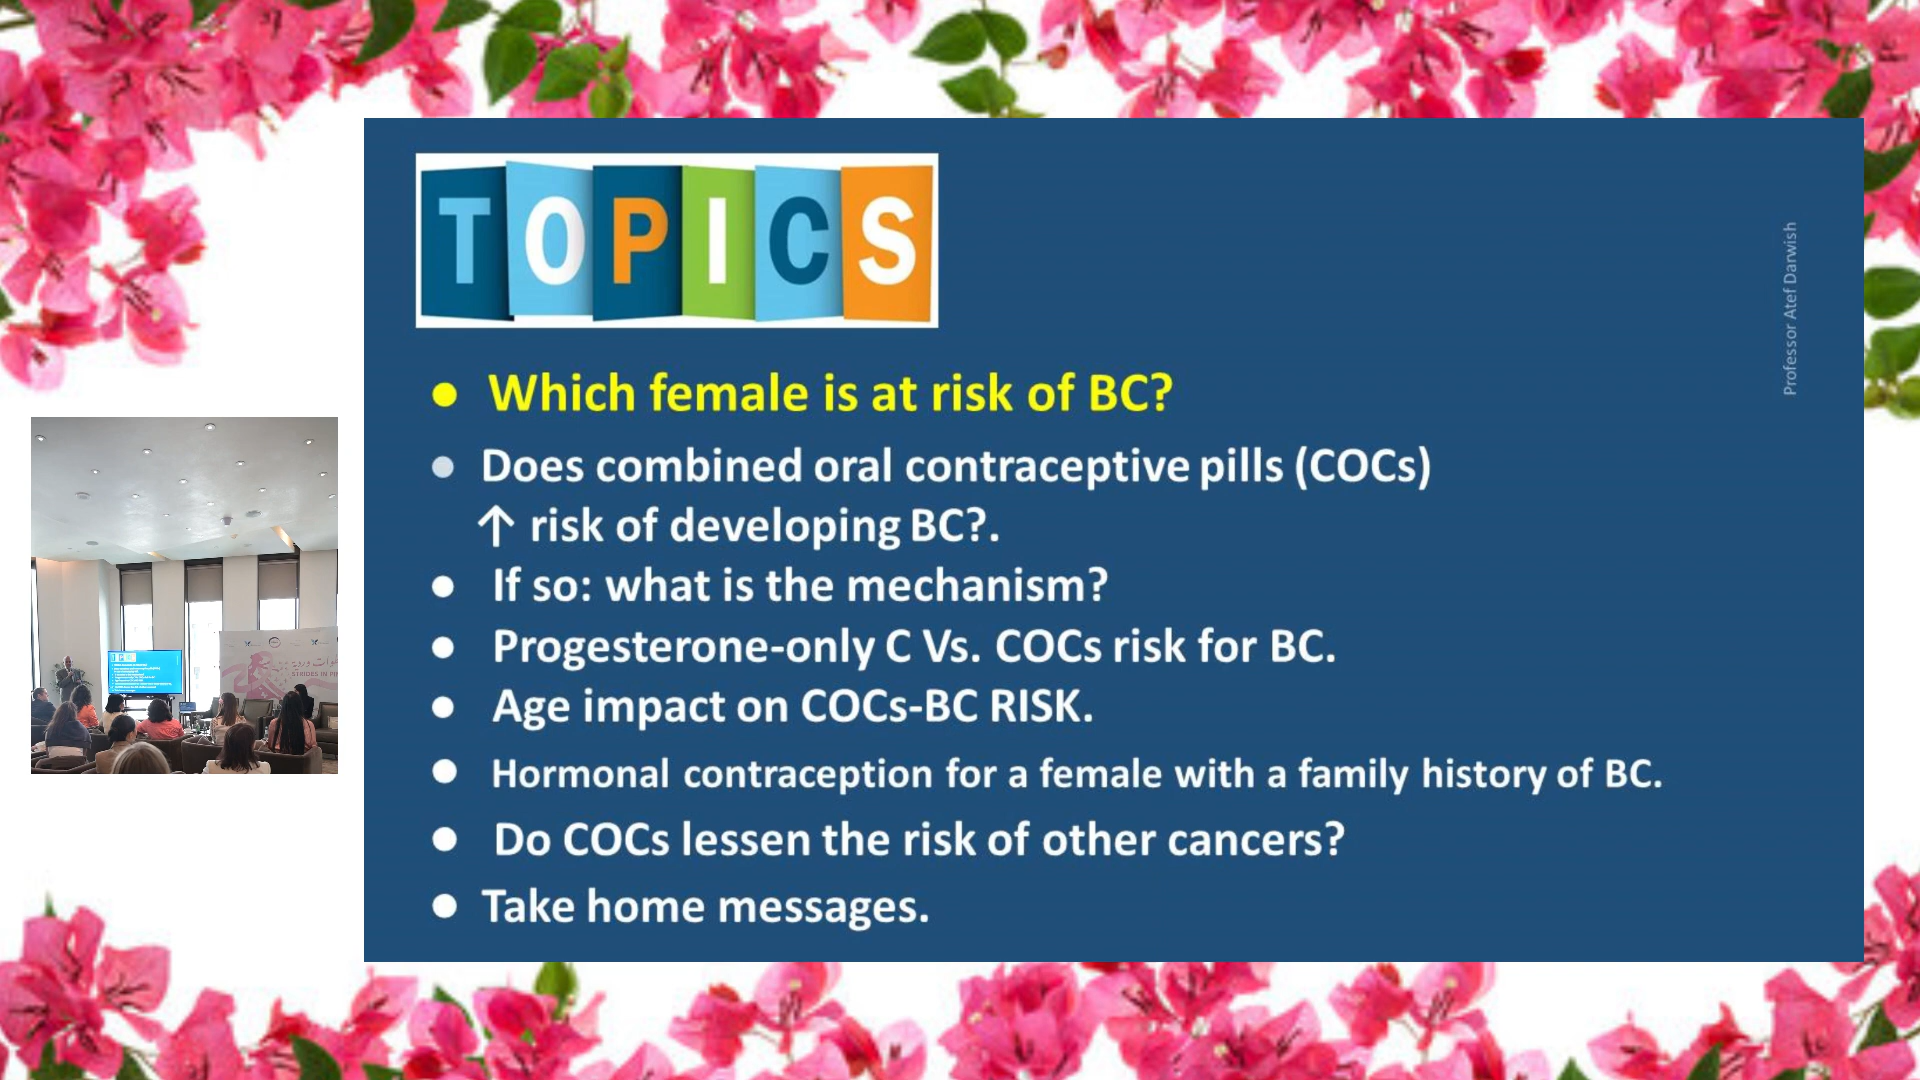 TOPICS
Professor Atef Darwish
● Which female is at risk of BC?
● Does combined oral contraceptive pills (COCs)
↑ risk of developing BC?.
● If so: what is the mechanism?
● Progesterone-only C Vs. COCs risk for BC.
● Age impact on COCs-BC RISK.
● Hormonal contraception for a female with a family history of BC.
● Do COCs lessen the risk of other cancers?
● Take home messages.
STRIDES IN